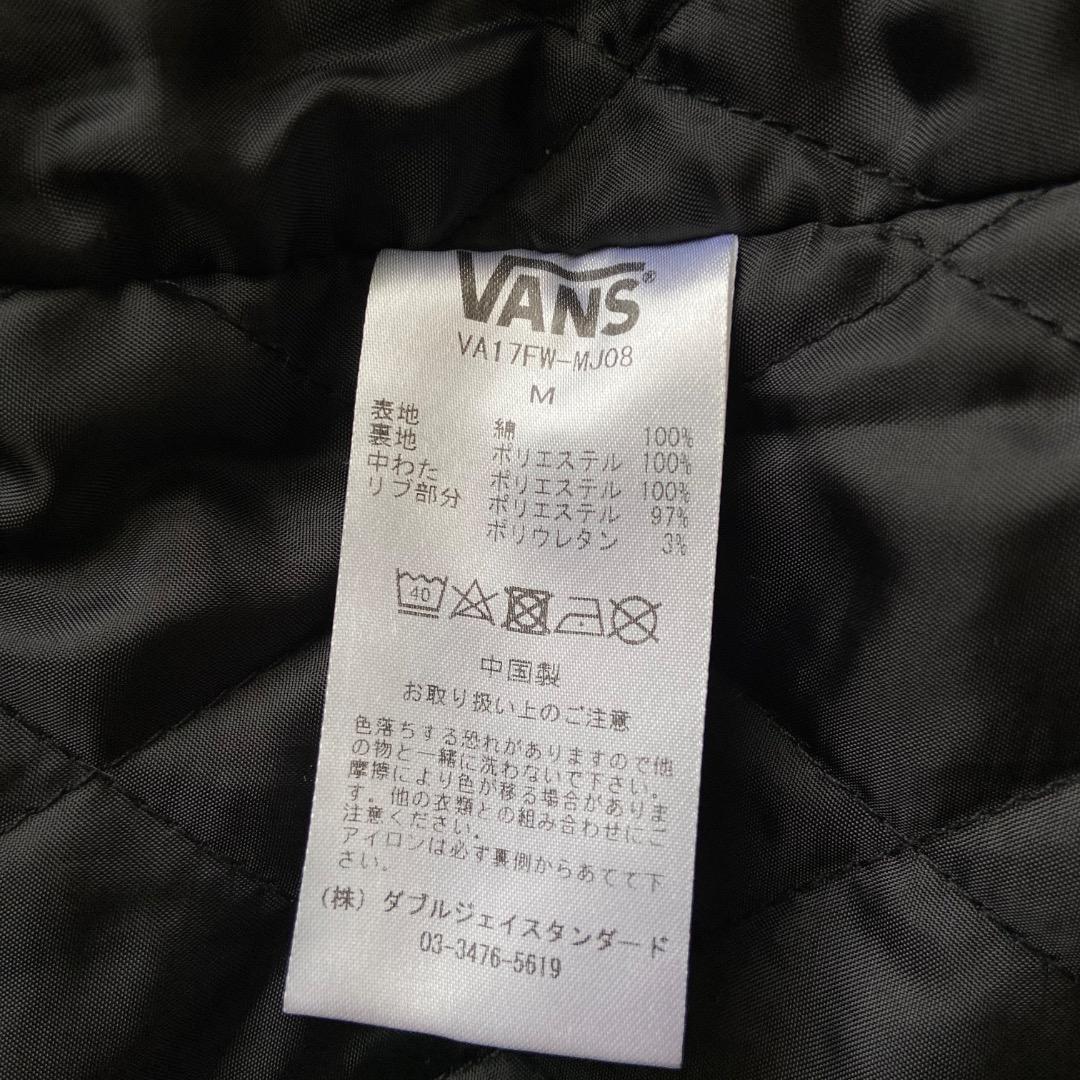 VANS®
VA17FW-MJ08
M
表地 綿 100%
裏地 ポリエステル 100%
中わた ポリエステル 100%
リブ部分 ポリエステル 97%
ポリウレタン 3%
40
中国製
お取り扱い上のご注意
色落ちする恐れがありますので他
の物と一緒に洗わないで下さい。
摩擦により色が移る場合がありま
す。他の衣類との組み合わせにご
注意ください。
アイロンは必ず裏側からあてて下
さい。
(株) ダブルジェイスタンダード
03-3476-5619